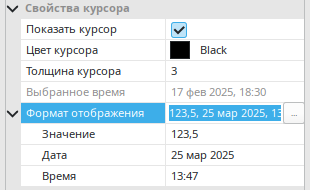 Свойства курсора
Показать курсор
Цвет курсора Black
Толщина курсора 3
Выбранное время 17 фев 2025, 18:30
Формат отображения 123,5, 25 мар 2025, 13 ...
Значение 123,5
Дата 25 мар 2025
Время 13:47